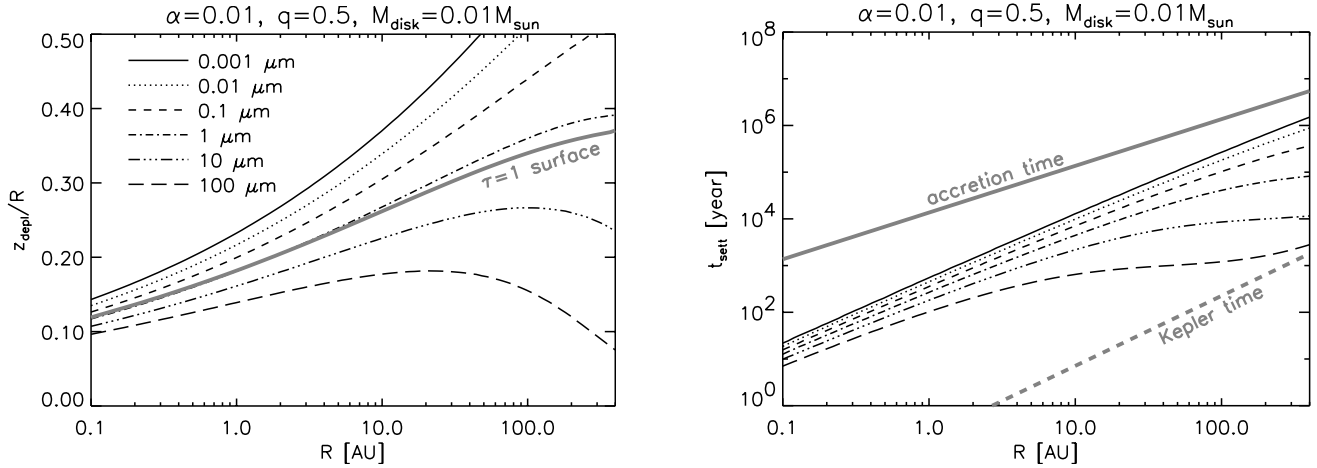 α=0.01, q=0.5, M_disk=0.01M_sun
0.50
0.40
0.30
0.20
0.10
0.00
z_depl/R
0.001 μm
0.01 μm
0.1 μm
1 μm
10 μm
100 μm
τ=1 surface
0.1 1.0 10.0 100.0
R [AU]
α=0.01, q=0.5, M_disk=0.01M_sun
10^8
10^6
10^4
10^2
10^0
t_sett [year]
accretion time
Kepler time
0.1 1.0 10.0 100.0
R [AU]